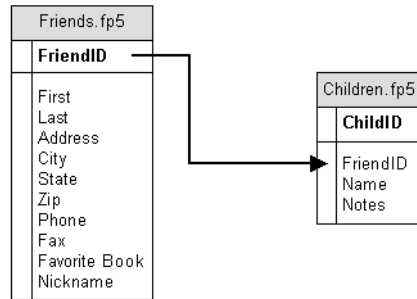 Friends.fp5
FriendID
First
Last
Address
City
State
Zip
Phone
Fax
Favorite Book
Nickname
Children.fp5
ChildID
FriendID
Name
Notes